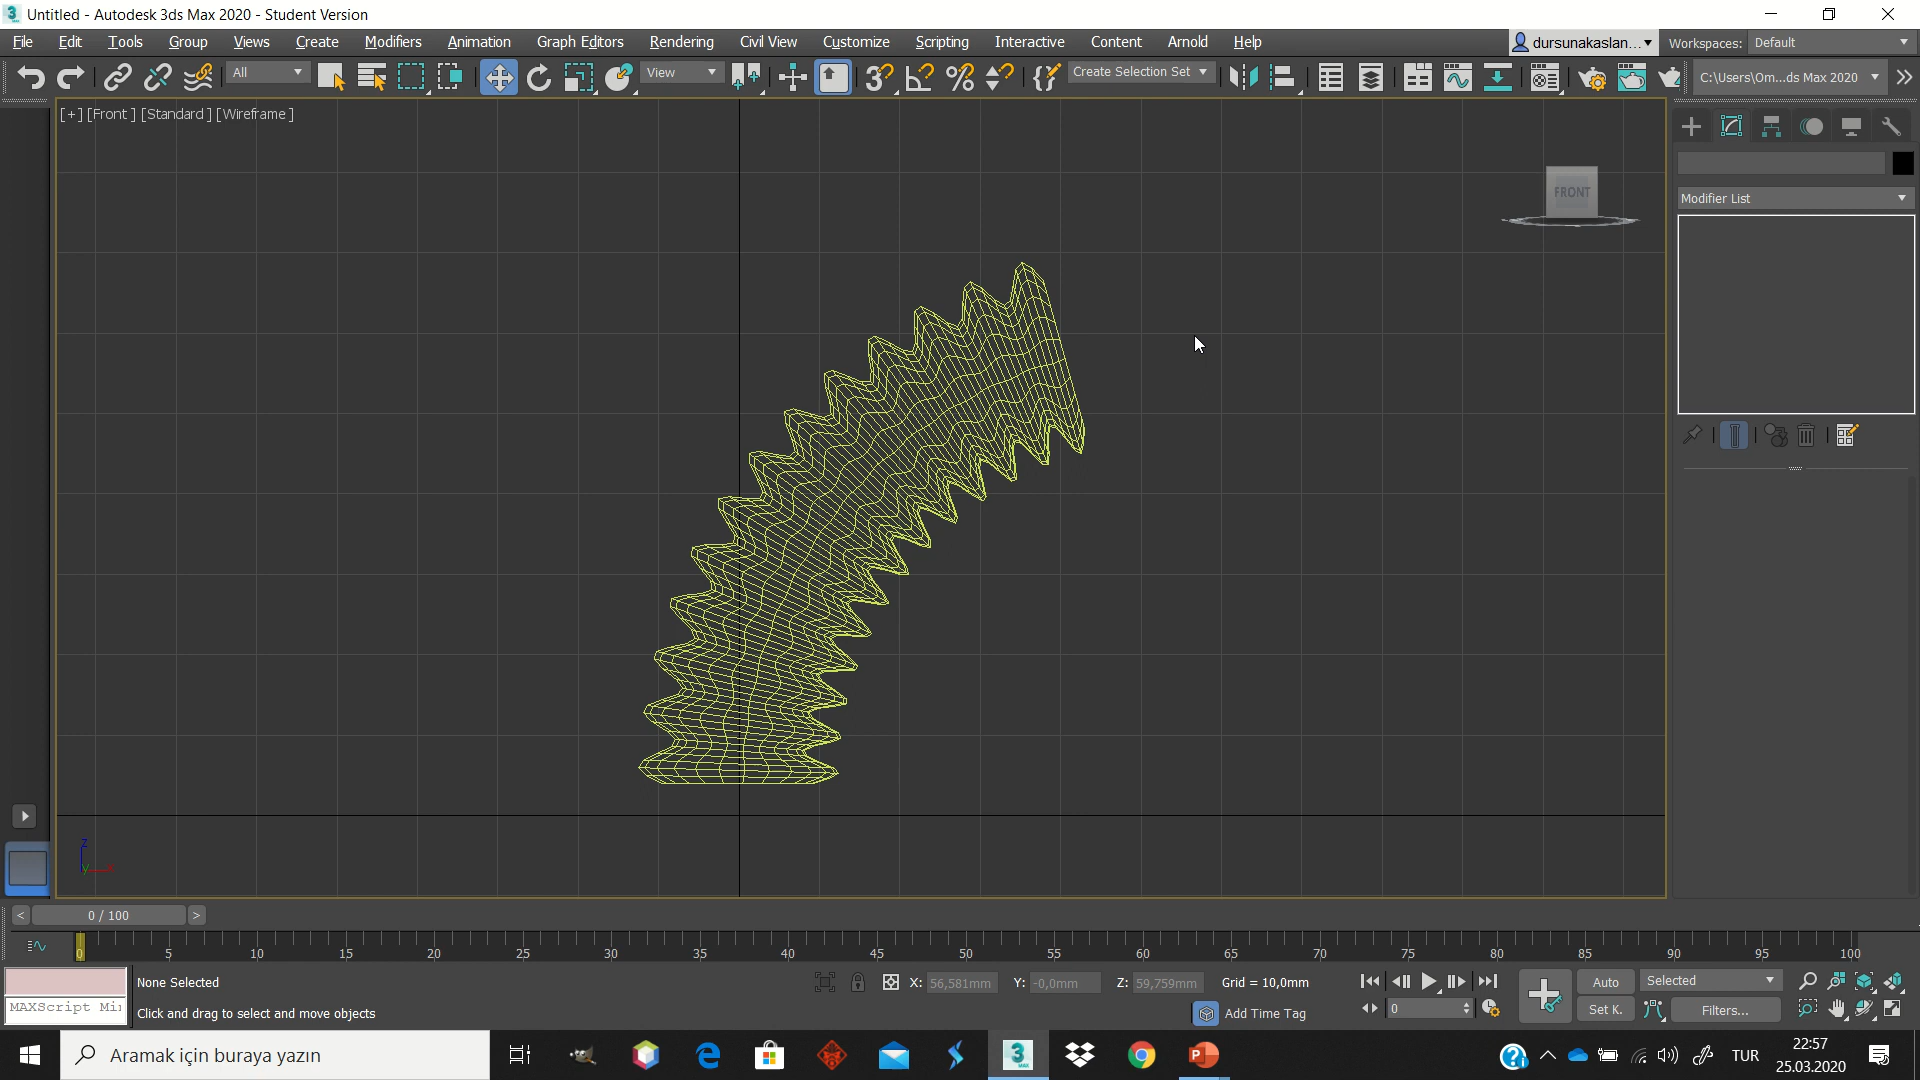 Untitled - Autodesk 3ds Max 2020 - Student Version
File Edit Tools Group Views Create Modifiers Animation Graph Editors Rendering Civil View Customize Scripting Interactive Content Arnold Help
dursunakaslan... Workspaces: Default
All View Create Selection Set C:\Users\Om...ds Max 2020
[+] [Front ] [Standard ] [Wireframe ]
FRONT
Modifier List
z
y
x
< 0 / 100 >
0 5 10 15 20 25 30 35 40 45 50 55 60 65 70 75 80 85 90 95 100
None Selected X: 56,581mm Y: -0,0mm Z: 59,759mm Grid = 10,0mm Auto Selected
MAXScript Mi
Click and drag to select and move objects Add Time Tag 0 Set K. Filters...
Aramak için buraya yazın
TUR
22:57
25.03.2020